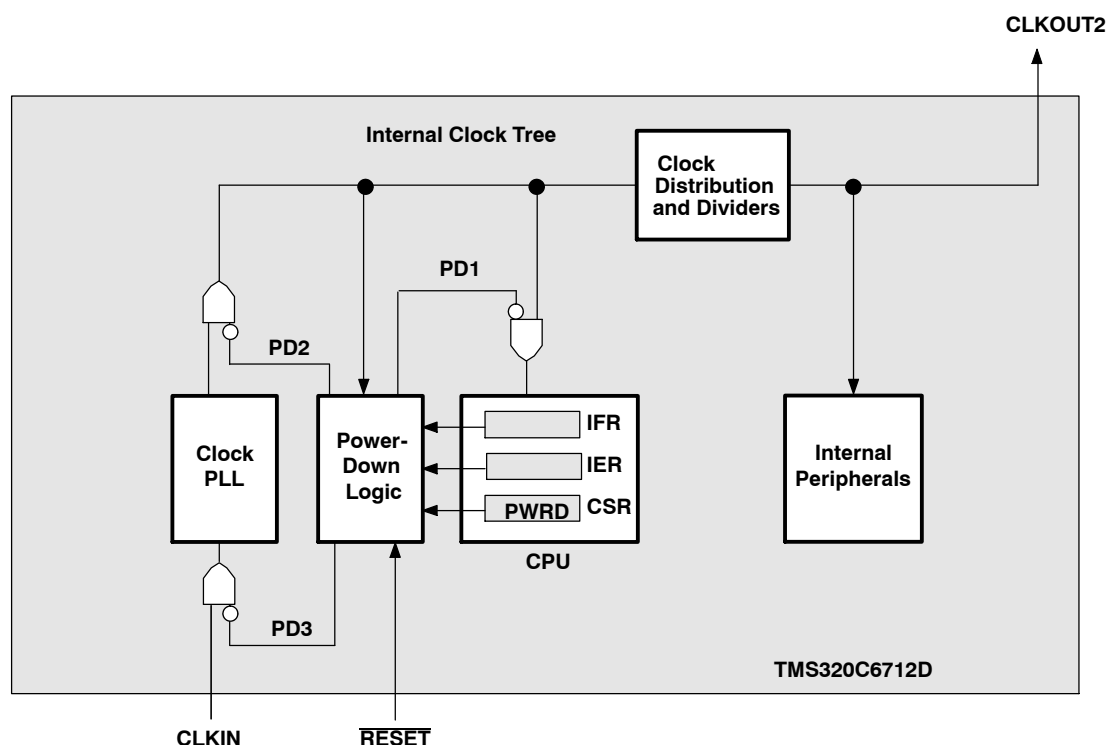 CLKOUT2
Internal Clock Tree
Clock
Distribution
and Dividers
PD1
PD2
Clock
PLL
Power-
Down
Logic
IFR
IER
PWRD CSR
CPU
Internal
Peripherals
PD3
TMS320C6712D
CLKIN
RESET